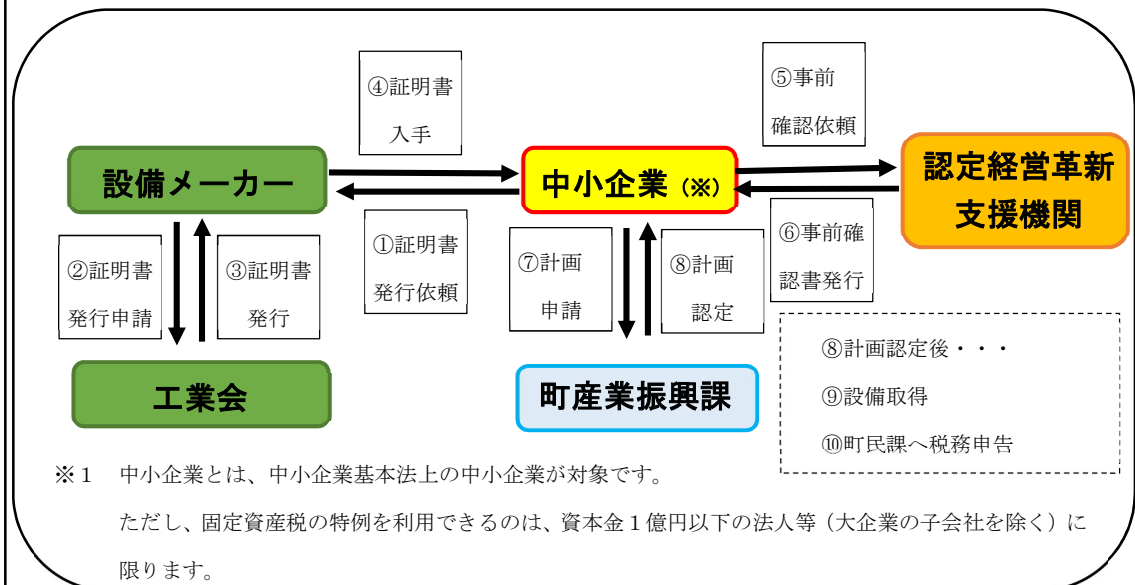 ④証明書
入手
⑤事前
確認依頼
設備メーカー
中小企業（※）
認定経営革新
支援機関
②証明書
発行申請
③証明書
発行
①証明書
発行依頼
⑦計画
申請
⑧計画
認定
⑥事前確
認書発行
工業会
町産業振興課
⑧計画認定後・・・
⑨設備取得
⑩町民課へ税務申告
※１　中小企業とは、中小企業基本法上の中小企業が対象です。
ただし、固定資産税の特例を利用できるのは、資本金１億円以下の法人等（大企業の子会社を除く）に
限ります。